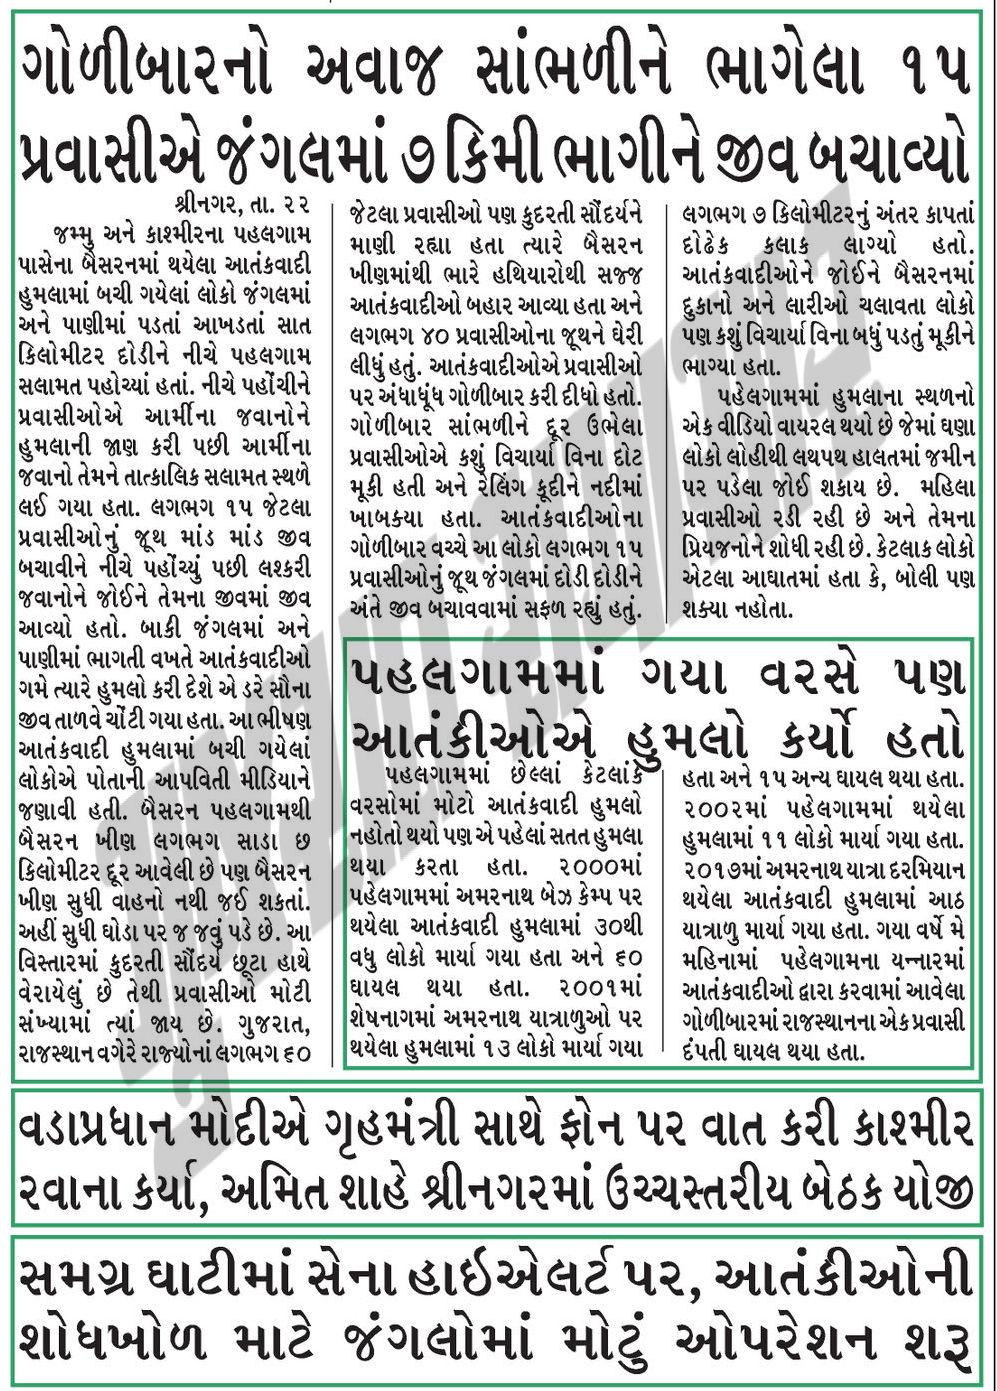 ગોળીબારનો અવાજ સાંભળીને ભાગેલા ૧૫
પ્રવાસીએ જંગલમાં ૭ કિમી ભાગીને જીવ બચાવ્યો
શ્રીનગર, તા. ૨૨
જમ્મુ અને કાશ્મીરના પહલગામ
પાસેના બૈસરનમાં થયેલા આતંકવાદી
હુમલામાં બચી ગયેલાં લોકો જંગલમાં
અને પાણીમાં પડતાં આખડતાં સાત
કિલોમીટર દોડીને નીચે પહલગામ
સલામત પહોચ્યાં હતાં. નીચે પહોંચીને
પ્રવાસીઓએ આર્મીના જવાનોને
હુમલાની જાણ કરી પછી આર્મીના
જવાનો તેમને તાત્કાલિક સલામત સ્થળે
લઈ ગયા હતા. લગભગ ૧૫ જેટલા
પ્રવાસીઓનું જૂથ માંડ માંડ જીવ
બચાવીને નીચે પહોંચ્યું પછી લશ્કરી
જવાનોને જોઈને તેમના જીવમાં જીવ
આવ્યો હતો. બાકી જંગલમાં અને
પાણીમાં ભાગતી વખતે આતંકવાદીઓ
ગમે ત્યારે હુમલો કરી દેશે એ ડરે સૌના
જીવ તાળવે ચોંટી ગયા હતા. આ ભીષણ
આતંકવાદી હુમલામાં બચી ગયેલાં
લોકોએ પોતાની આપવિતી મીડિયાને
જણાવી હતી. બૈસરન પહલગામથી
બૈસરન ખીણ લગભગ સાડા છ
કિલોમીટર દૂર આવેલી છે પણ બૈસરન
ખીણ સુધી વાહનો નથી જઈ શકતાં.
અહીં સુધી ઘોડા પર જ જવું પડે છે. આ
વિસ્તારમાં કુદરતી સૌંદર્ય છૂટા હાથે
વેરાયેલું છે તેથી પ્રવાસીઓ મોટી
સંખ્યામાં ત્યાં જાય છે. ગુજરાત,
રાજસ્થાન વગેરે રાજ્યોનાં લગભગ ૬૦
જેટલા પ્રવાસીઓ પણ કુદરતી સૌંદર્યને
માણી રહ્યા હતા ત્યારે બૈસરન
ખીણમાંથી ભારે હથિયારોથી સજ્જ
આતંકવાદીઓ બહાર આવ્યા હતા અને
લગભગ ૪૦ પ્રવાસીઓના જૂથને ઘેરી
લીધું હતું. આતંકવાદીઓએ પ્રવાસીઓ
પર અંધાધૂંધ ગોળીબાર કરી દીધો હતો.
ગોળીબાર સાંભળીને દૂર ઉભેલા
પ્રવાસીઓએ કશું વિચાર્યા વિના દોટ
મૂકી હતી અને રેલિંગ કૂદીને નદીમાં
ખાબક્યા હતા. આતંકવાદીઓના
ગોળીબાર વચ્ચે આ લોકો લગભગ ૧૫
પ્રવાસીઓનું જૂથ જંગલમાં દોડી દોડીને
અંતે જીવ બચાવવામાં સફળ રહ્યું હતું.
લગભગ ૭ કિલોમીટરનું અંતર કાપતાં
દોઢેક કલાક લાગ્યો હતો.
આતંકવાદીઓને જોઈને બૈસરનમાં
દુકાનો અને લારીઓ ચલાવતા લોકો
પણ કશું વિચાર્યા વિના બધું પડતું મૂકીને
ભાગ્યા હતા.
પહેલગામમાં હુમલાના સ્થળનો
એક વીડિયો વાયરલ થયો છે જેમાં ઘણા
લોકો લોહીથી લથપથ હાલતમાં જમીન
પર પડેલા જોઈ શકાય છે. મહિલા
પ્રવાસીઓ રડી રહી છે અને તેમના
પ્રિયજનોને શોધી રહી છે. કેટલાક લોકો
એટલા આઘાતમાં હતા કે, બોલી પણ
શક્યા નહોતા.
પહલગામમાં ગયા વરસે પણ
આતંકીઓએ હુમલો કર્યો હતો
પહલગામમાં છેલ્લાં કેટલાંક
વરસોમાં મોટો આતંકવાદી હુમલો
નહોતો થયો પણ એ પહેલાં સતત હુમલા
થયા કરતા હતા. ૨૦૦૦માં
પહેલગામમાં અમરનાથ બેઝ કેમ્પ પર
થયેલા આતંકવાદી હુમલામાં ૩૦થી
વધુ લોકો માર્યા ગયા હતા અને ૬૦
ઘાયલ થયા હતા. ૨૦૦૧માં
શેષનાગમાં અમરનાથ યાત્રાળુઓ પર
થયેલા હુમલામાં ૧૩ લોકો માર્યા ગયા
હતા અને ૧૫ અન્ય ઘાયલ થયા હતા.
૨૦૦૨માં પહેલગામમાં થયેલા
હુમલામાં ૧૧ લોકો માર્યા ગયા હતા.
૨૦૧૭માં અમરનાથ યાત્રા દરમિયાન
થયેલા આતંકવાદી હુમલામાં આઠ
યાત્રાળુ માર્યા ગયા હતા. ગયા વર્ષે મે
મહિનામાં પહેલગામના યન્નારમાં
આતંકવાદીઓ દ્વારા કરવામાં આવેલા
ગોળીબારમાં રાજસ્થાનના એક પ્રવાસી
દંપતી ઘાયલ થયા હતા.
વડાપ્રધાન મોદીએ ગૃહમંત્રી સાથે ફોન પર વાત કરી કાશ્મીર
રવાના કર્યા, અમિત શાહે શ્રીનગરમાં ઉચ્ચસ્તરીય બેઠક યોજી
સમગ્ર ઘાટીમાં સેના હાઇએલર્ટ પર, આતંકીઓની
શોધખોળ માટે જંગલોમાં મોટું ઓપરેશન શરૂ